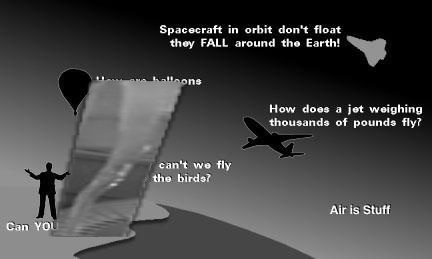 Spacecraft in orbit don't float
they FALL around the Earth!
How are balloons
How does a jet weighing
thousands of pounds fly?
can't we fly
the birds?
Air is Stuff
Can YOU